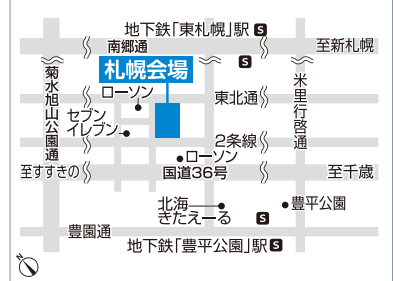 地下鉄「東札幌」駅 S
南郷通
至新札幌
S
札幌会場
菊水旭山公園通
ローソン
東北通
米里行啓通
セブン
イレブン
2条線
ローソン
至すすきの
国道36号
至千歳
北海
きたえーる
S
豊平公園
豊園通
地下鉄「豊平公園」駅 S
N